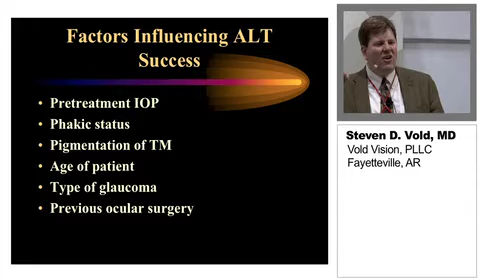 Factors Influencing ALT
Success
• Pretreatment IOP
• Phakic status
• Pigmentation of TM
• Age of patient
• Type of glaucoma
• Previous ocular surgery
Steven D. Vold, MD
Vold Vision, PLLC
Fayetteville, AR